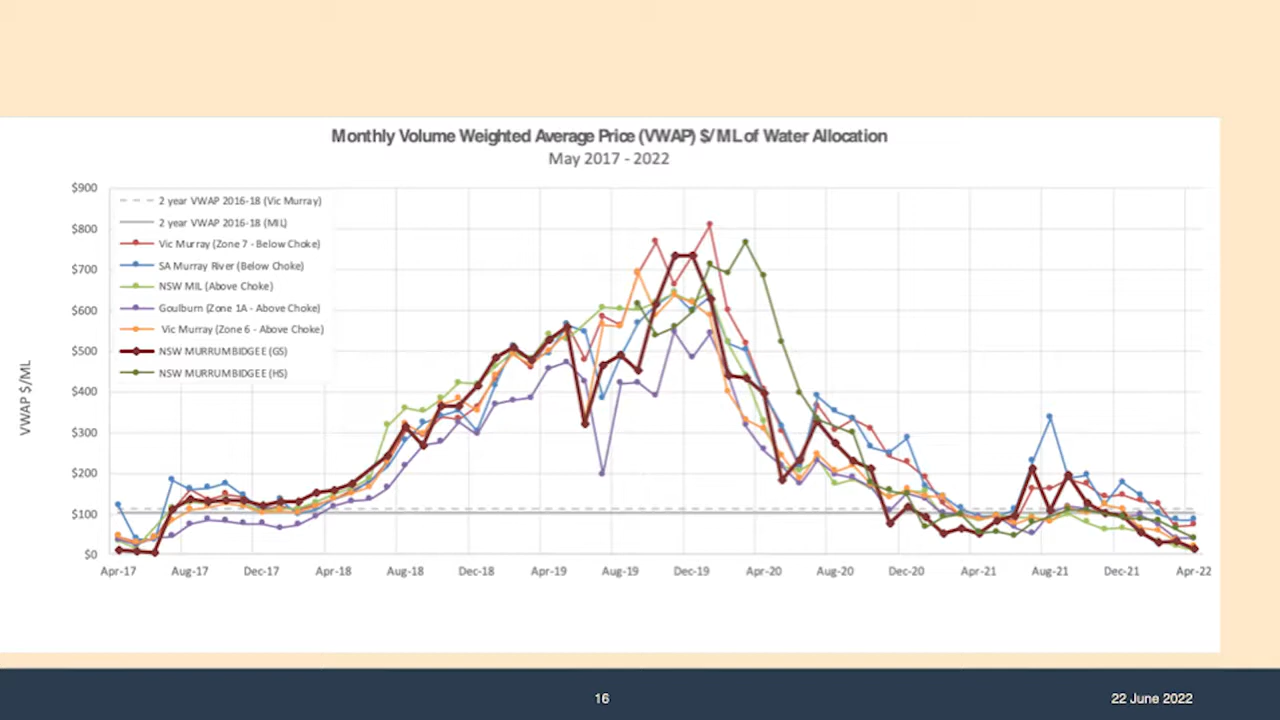 Monthly Volume Weighted Average Price (VWAP) $/ML of Water Allocation
May 2017 - 2022
VWAP $/ML
$900
$800
$700
$600
$500
$400
$300
$200
$100
$0
2 year VWAP 2016-18 (Vic Murray)
2 year VWAP 2016-18 (MIL)
Vic Murray (Zone 7 - Below Choke)
SA Murray River (Below Choke)
NSW MIL (Above Choke)
Goulburn (Zone 1A - Above Choke)
Vic Murray (Zone 6 - Above Choke)
NSW MURRUMBIDGEE (GS)
NSW MURRUMBIDGEE (HS)
Apr-17 Aug-17 Dec-17 Apr-18 Aug-18 Dec-18 Apr-19 Aug-19 Dec-19 Apr-20 Aug-20 Dec-20 Apr-21 Aug-21 Dec-21 Apr-22
16 22 June 2022